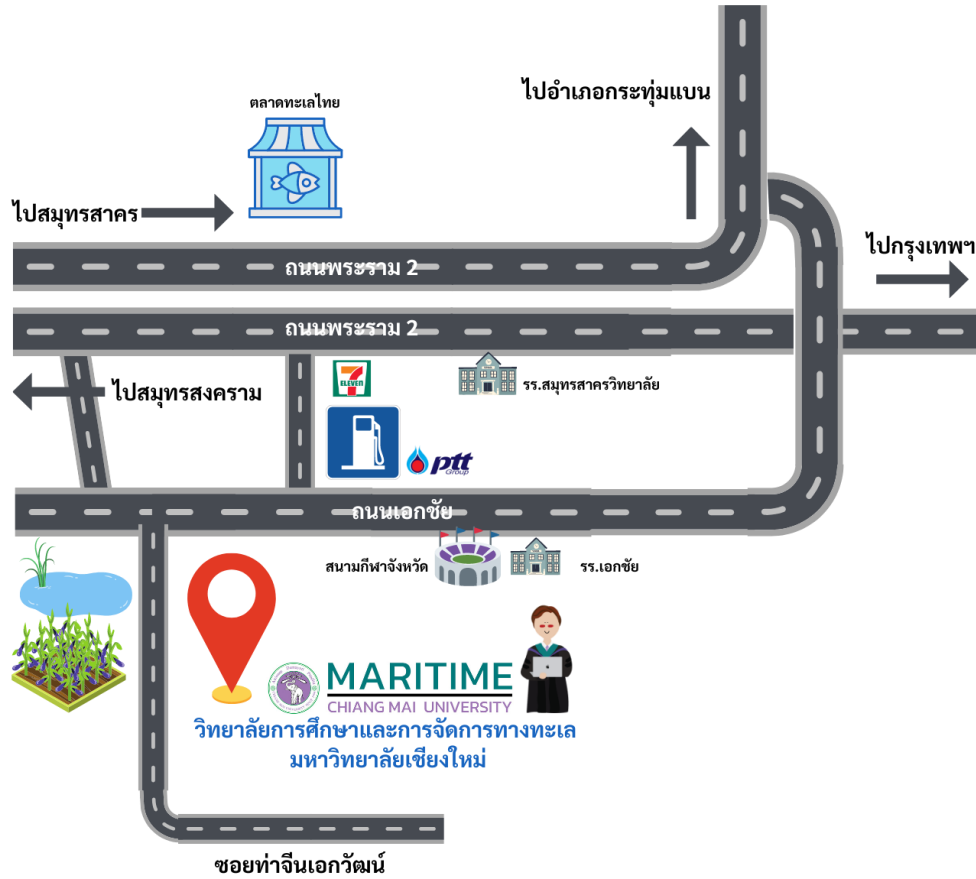 ไปอำเภอกระทุ่มแบน
ตลาดทะเลไทย
ไปสมุทรสาคร
ไปกรุงเทพฯ
ถนนพระราม 2
ถนนพระราม 2
7
ELEVEN
รร.สมุทรสาครวิทยาลัย
ไปสมุทรสงคราม
ptt
Group
ถนนเอกชัย
สนามกีฬาจังหวัด
รร.เอกชัย
MARITIME
CHIANG MAI UNIVERSITY
วิทยาลัยการศึกษาและการจัดการทางทะเล
มหาวิทยาลัยเชียงใหม่
ซอยท่าจีนเอกวัฒน์